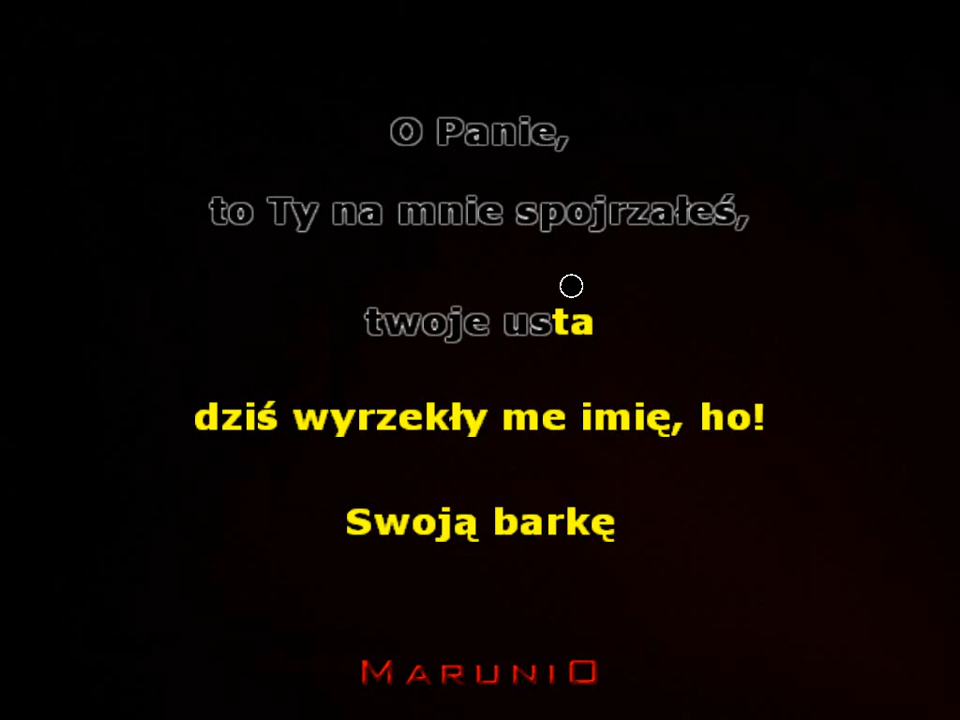 O Panie,
to Ty na mnie spojrzałeś,
twoje usta
dziś wyrzekły me imię, ho!
Swoją barkę
MARUNIO